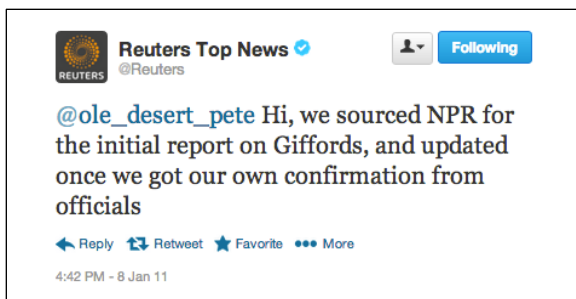 Reuters Top News
Following
REUTERS
@Reuters
@ole_desert_pete Hi, we sourced NPR for
the initial report on Giffords, and updated
once we got our own confirmation from
officials
Reply Retweet Favorite More
4:42 PM - 8 Jan 11